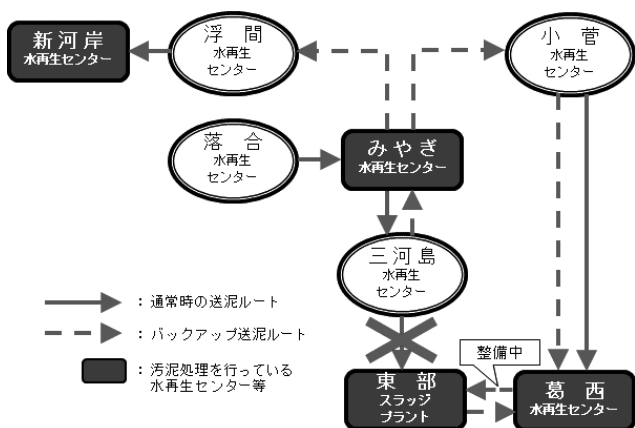 新河岸
水再生センター
浮間
水再生
センター
小菅
水再生
センター
落合
水再生
センター
みやぎ
水再生センター
三河島
水再生
センター
：通常時の送泥ルート
：バックアップ送泥ルート
：汚泥処理を行っている
水再生センター等
整備中
東部
スラッジ
プラント
葛西
水再生センター